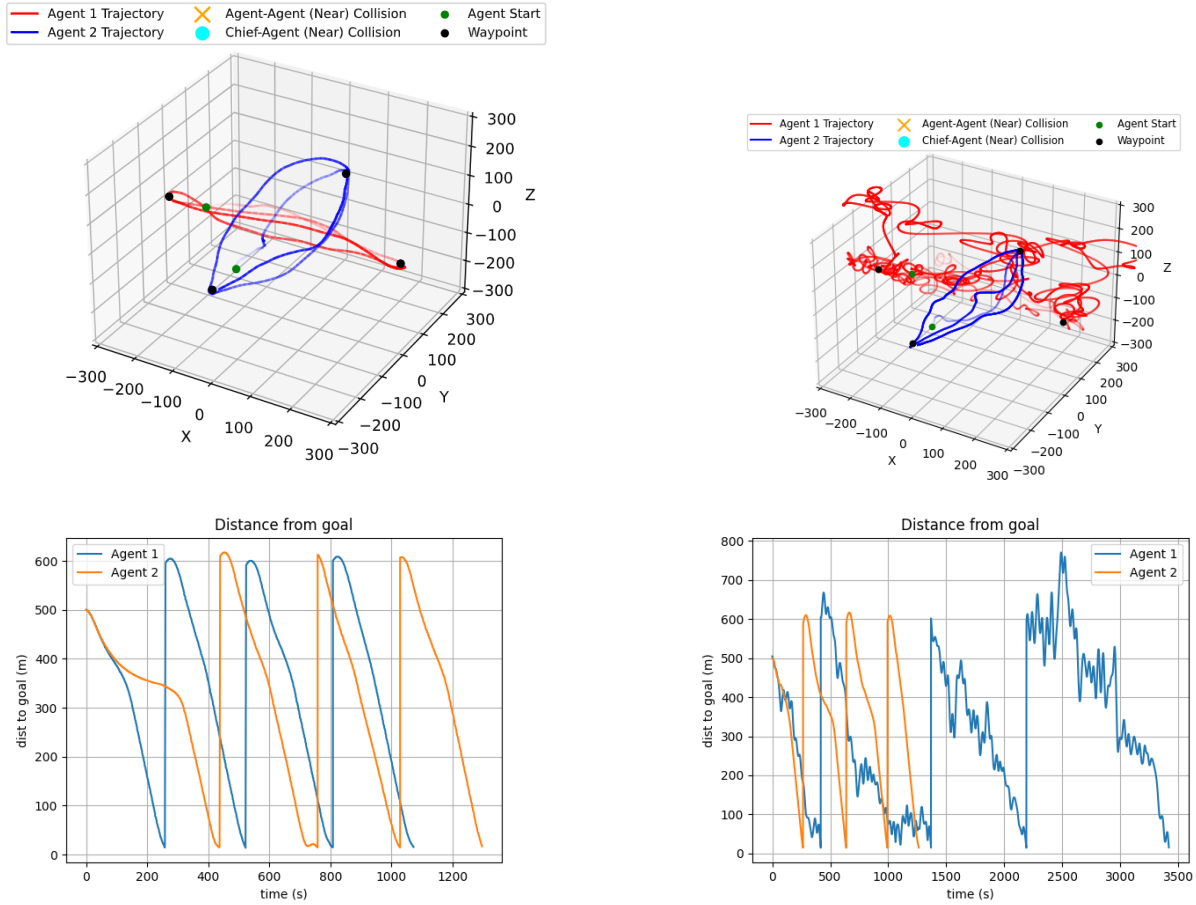 Agent 1 Trajectory Agent-Agent (Near) Collision Agent Start
Agent 2 Trajectory Chief-Agent (Near) Collision Waypoint
300
200
100
0
−100
−200
−300
Z
−300
−200
−100
0
100
200
300
X
−300
−200
−100
0
100
200
300
Y
Agent 1 Trajectory Agent-Agent (Near) Collision Agent Start
Agent 2 Trajectory Chief-Agent (Near) Collision Waypoint
300
200
100
0
−100
−200
−300
Z
−300
−200
−100
0
100
200
300
X
−300
−200
−100
0
100
200
300
Y
Distance from goal
Agent 1
Agent 2
600
500
400
300
200
100
0
dist to goal (m)
0 200 400 600 800 1000 1200
time (s)
Distance from goal
Agent 1
Agent 2
800
700
600
500
400
300
200
100
0
dist to goal (m)
0 500 1000 1500 2000 2500 3000 3500
time (s)